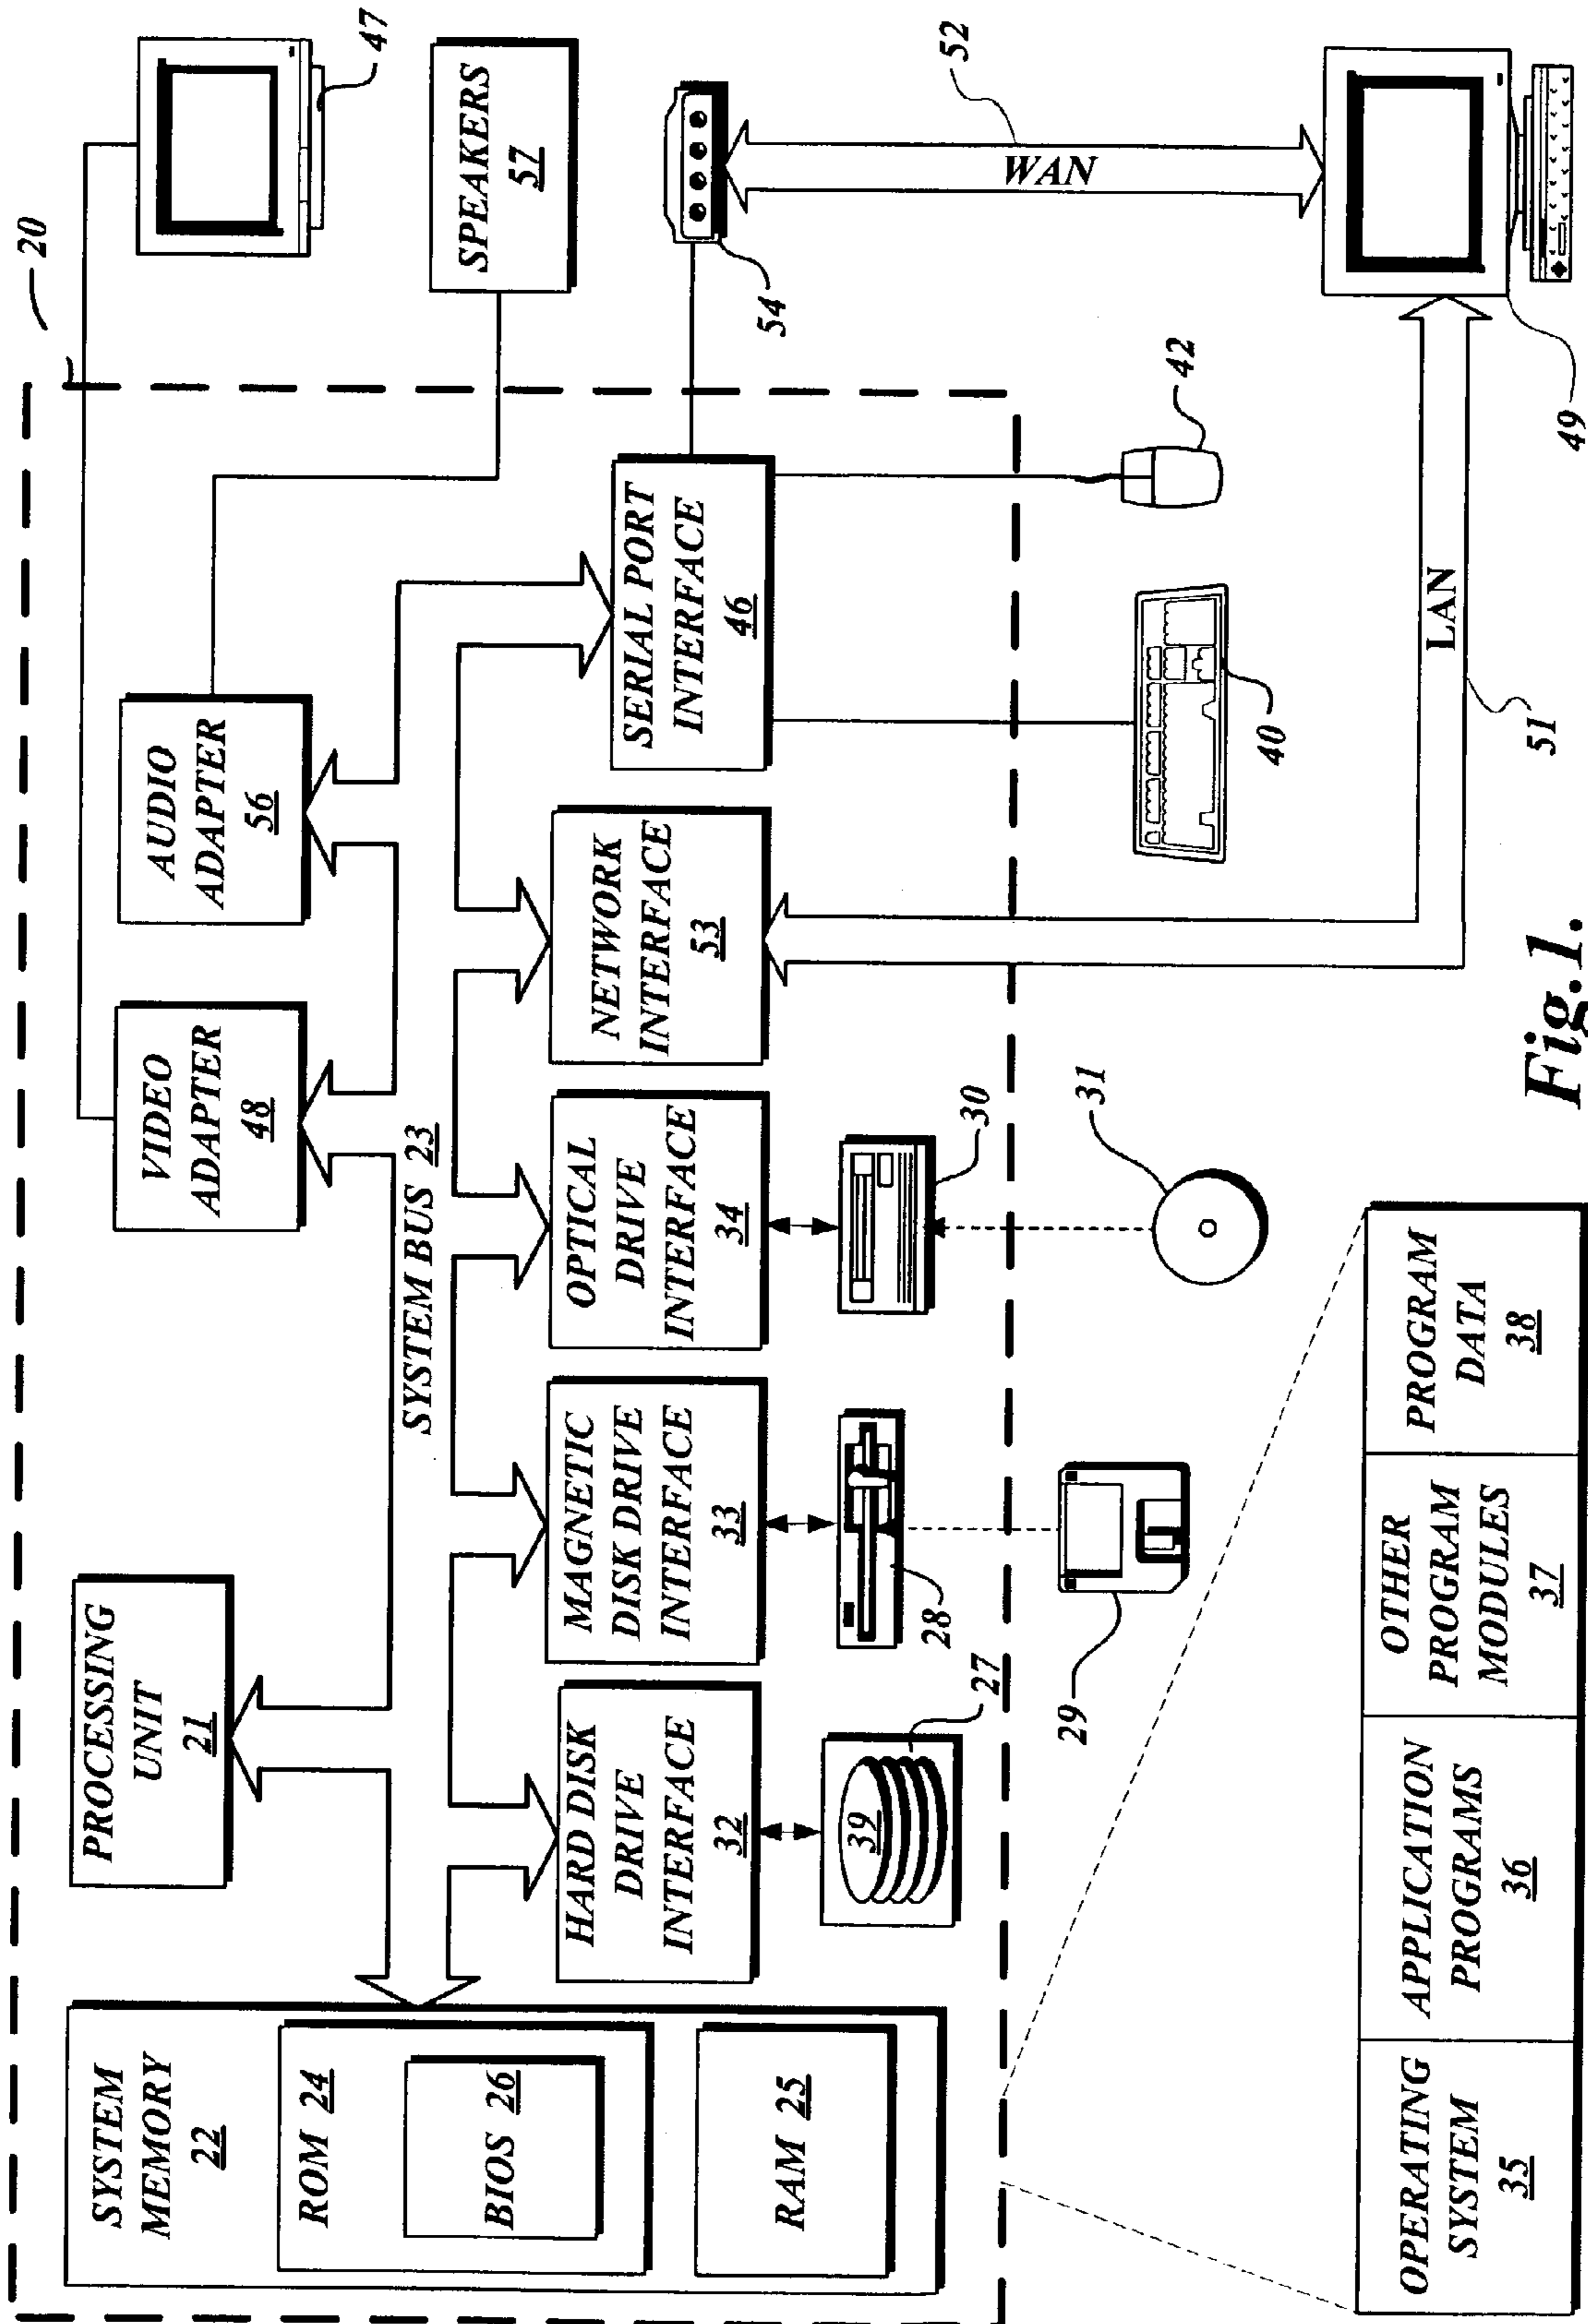 20
SYSTEM
MEMORY
22
ROM 24
BIOS 26
RAM 25
PROCESSING
UNIT
21
VIDEO
ADAPTER
48
AUDIO
ADAPTER
56
47
SPEAKERS
57
SYSTEM BUS 23
HARD DISK
DRIVE
INTERFACE
32
MAGNETIC
DISK DRIVE
INTERFACE
33
OPTICAL
DRIVE
INTERFACE
34
NETWORK
INTERFACE
53
SERIAL PORT
INTERFACE
46
54
39
27
28
30
WAN
52
29
31
40
42
LAN
51
49
OPERATING
SYSTEM
35
APPLICATION
PROGRAMS
36
OTHER
PROGRAM
MODULES
37
PROGRAM
DATA
38
Fig.1.